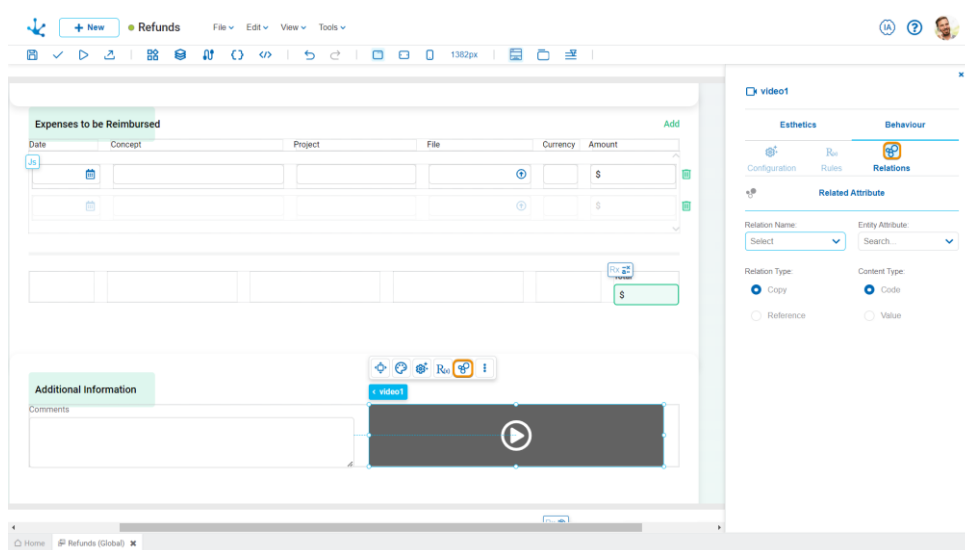 + New
Refunds
File Edit View Tools
IA
?
1382px
video1
Esthetics Behaviour
Configuration Rules Relations
Related Attribute
Relation Name: Entity Attribute:
Select Search...
Relation Type: Content Type:
Copy Code
Reference Value
Expenses to be Reimbursed Add
Date Concept Project File Currency Amount
Js
$
$
Total
$
Additional Information
‹ video1
Comments
Home Refunds (Global)